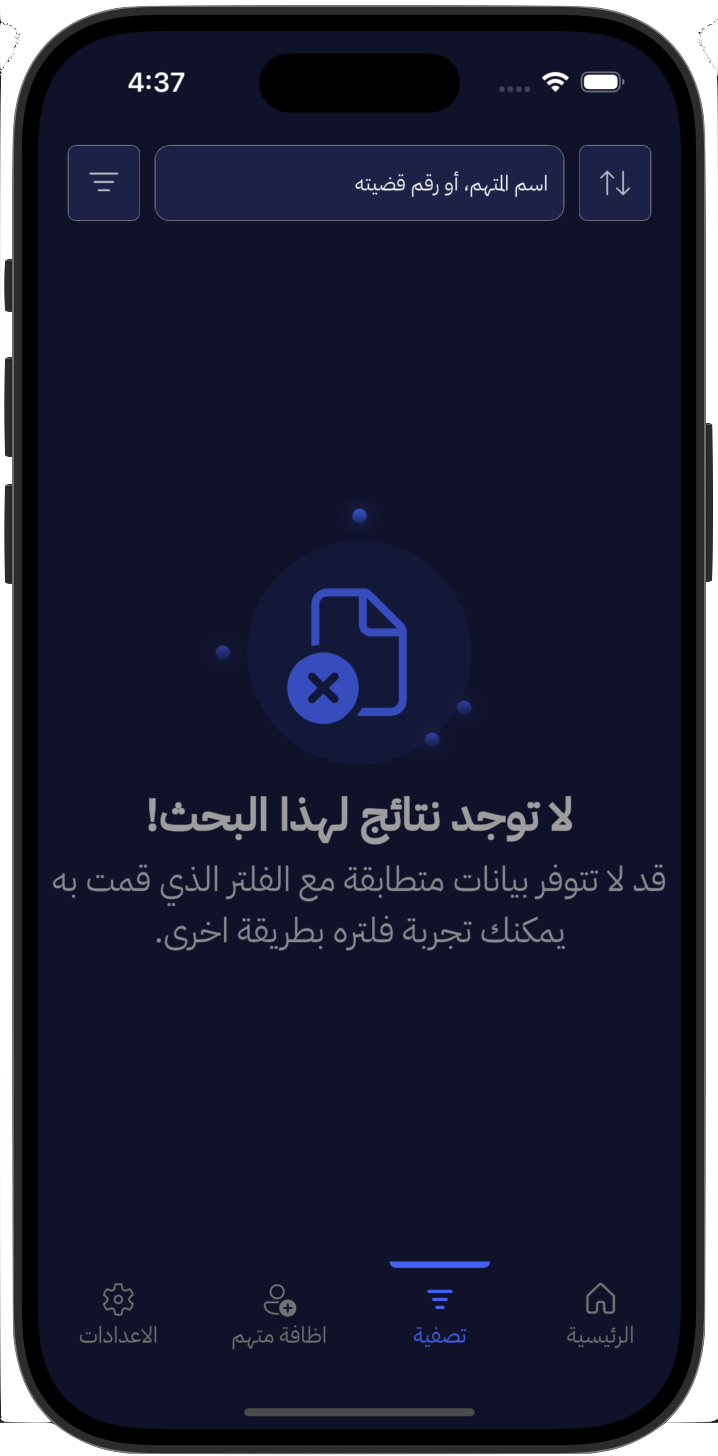 4:37
اسم المتهم، أو رقم قضيته
لا توجد نتائج لهذا البحث!
قد لا تتوفر بيانات متطابقة مع الفلتر الذي قمت به
يمكنك تجربة فلتره بطريقة اخرى.
الرئيسية
تصفية
اظافة متهم
الاعدادات